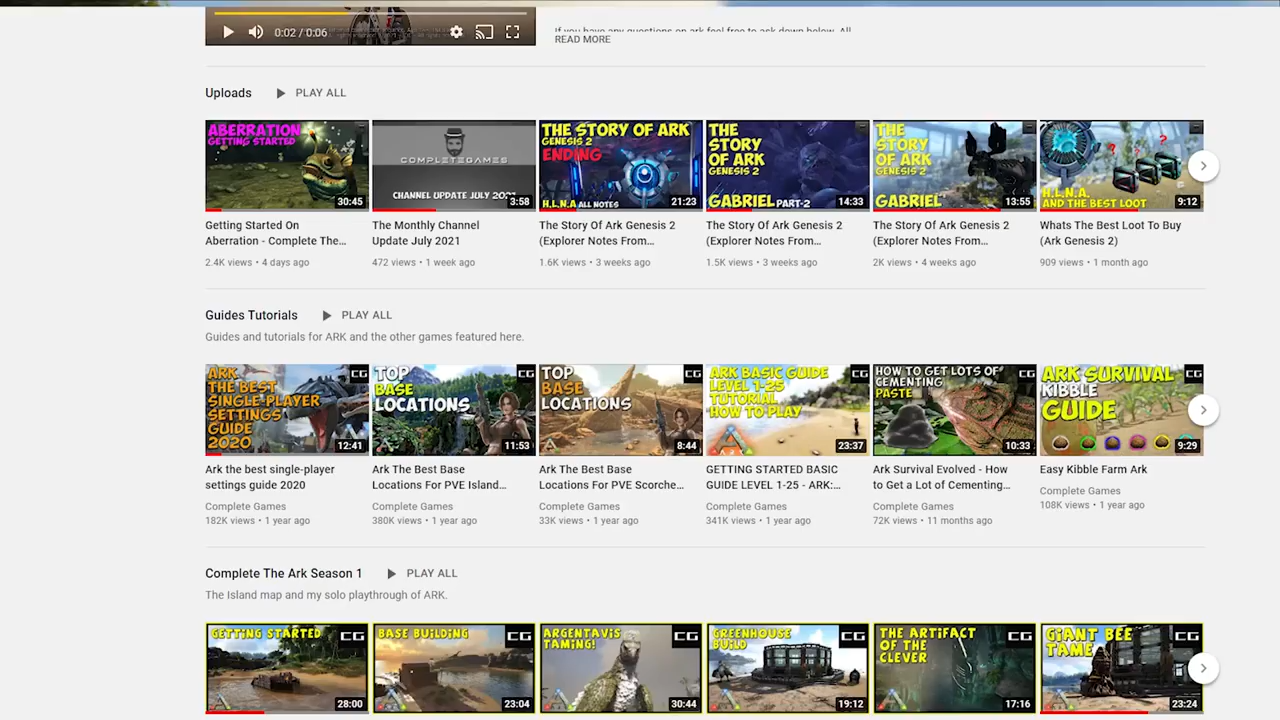 0:02 / 0:06
If you have any questions on ark feel free to ask down below. All
READ MORE
Uploads
PLAY ALL
ABERRATION
GETTING STARTED
30:45
COMPLETEGAMES
CHANNEL UPDATE JULY 2021
3:58
THE STORY OF ARK
GENESIS 2
ENDING
H.L.N.A ALL NOTES
21:23
THE
STORY
OF ARK
GENESIS 2
GABRIEL PART-2
14:33
THE
STORY
OF ARK
GENESIS 2
GABRIEL
13:55
? ?
H.L.N.A.
AND THE BEST LOOT
9:12
Getting Started On
Aberration - Complete The...
2.4K views • 4 days ago
The Monthly Channel
Update July 2021
472 views • 1 week ago
The Story Of Ark Genesis 2
(Explorer Notes From...
1.6K views • 3 weeks ago
The Story Of Ark Genesis 2
(Explorer Notes From...
1.5K views • 3 weeks ago
The Story Of Ark Genesis 2
(Explorer Notes From...
2K views • 4 weeks ago
Whats The Best Loot To Buy
(Ark Genesis 2)
909 views • 1 month ago
Guides Tutorials
PLAY ALL
Guides and tutorials for ARK and the other games featured here.
ARK
THE BEST
SINGLE-PLAYER
SETTINGS
GUIDE
2020
CG
12:41
TOP
BASE
LOCATIONS
CG
11:53
TOP
BASE
LOCATIONS
CG
8:44
ARK BASIC GUIDE
LEVEL 1-25
TUTORIAL
HOW TO PLAY
CG
23:37
HOW TO GET LOTS OF
CEMENTING
PASTE
CG
10:33
ARK SURVIVAL
KIBBLE
GUIDE
CG
9:29
Ark the best single-player
settings guide 2020
Complete Games
182K views • 1 year ago
Ark The Best Base
Locations For PVE Island...
Complete Games
380K views • 1 year ago
Ark The Best Base
Locations For PVE Scorche...
Complete Games
33K views • 1 year ago
GETTING STARTED BASIC
GUIDE LEVEL 1-25 - ARK:...
Complete Games
341K views • 1 year ago
Ark Survival Evolved - How
to Get a Lot of Cementing...
Complete Games
72K views • 11 months ago
Easy Kibble Farm Ark
Complete Games
108K views • 1 year ago
Complete The Ark Season 1
PLAY ALL
The Island map and my solo playthrough of ARK.
GETTING STARTED
CG
28:00
BASE BUILDING
CG
23:04
ARGENTAVIS
TAMING!
CG
30:44
GREENHOUSE
BUILD
CG
19:12
THE ARTIFACT
OF THE
CLEVER
CG
17:16
GIANT BEE
TAME
CG
23:24